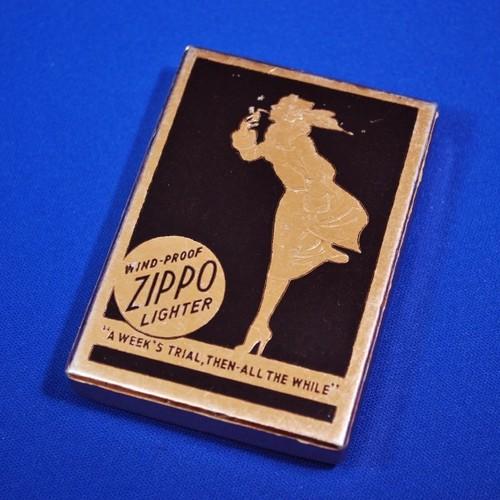 WIND-PROOF
ZIPPO
LIGHTER
"A WEEK'S TRIAL, THEN-ALL THE WHILE"